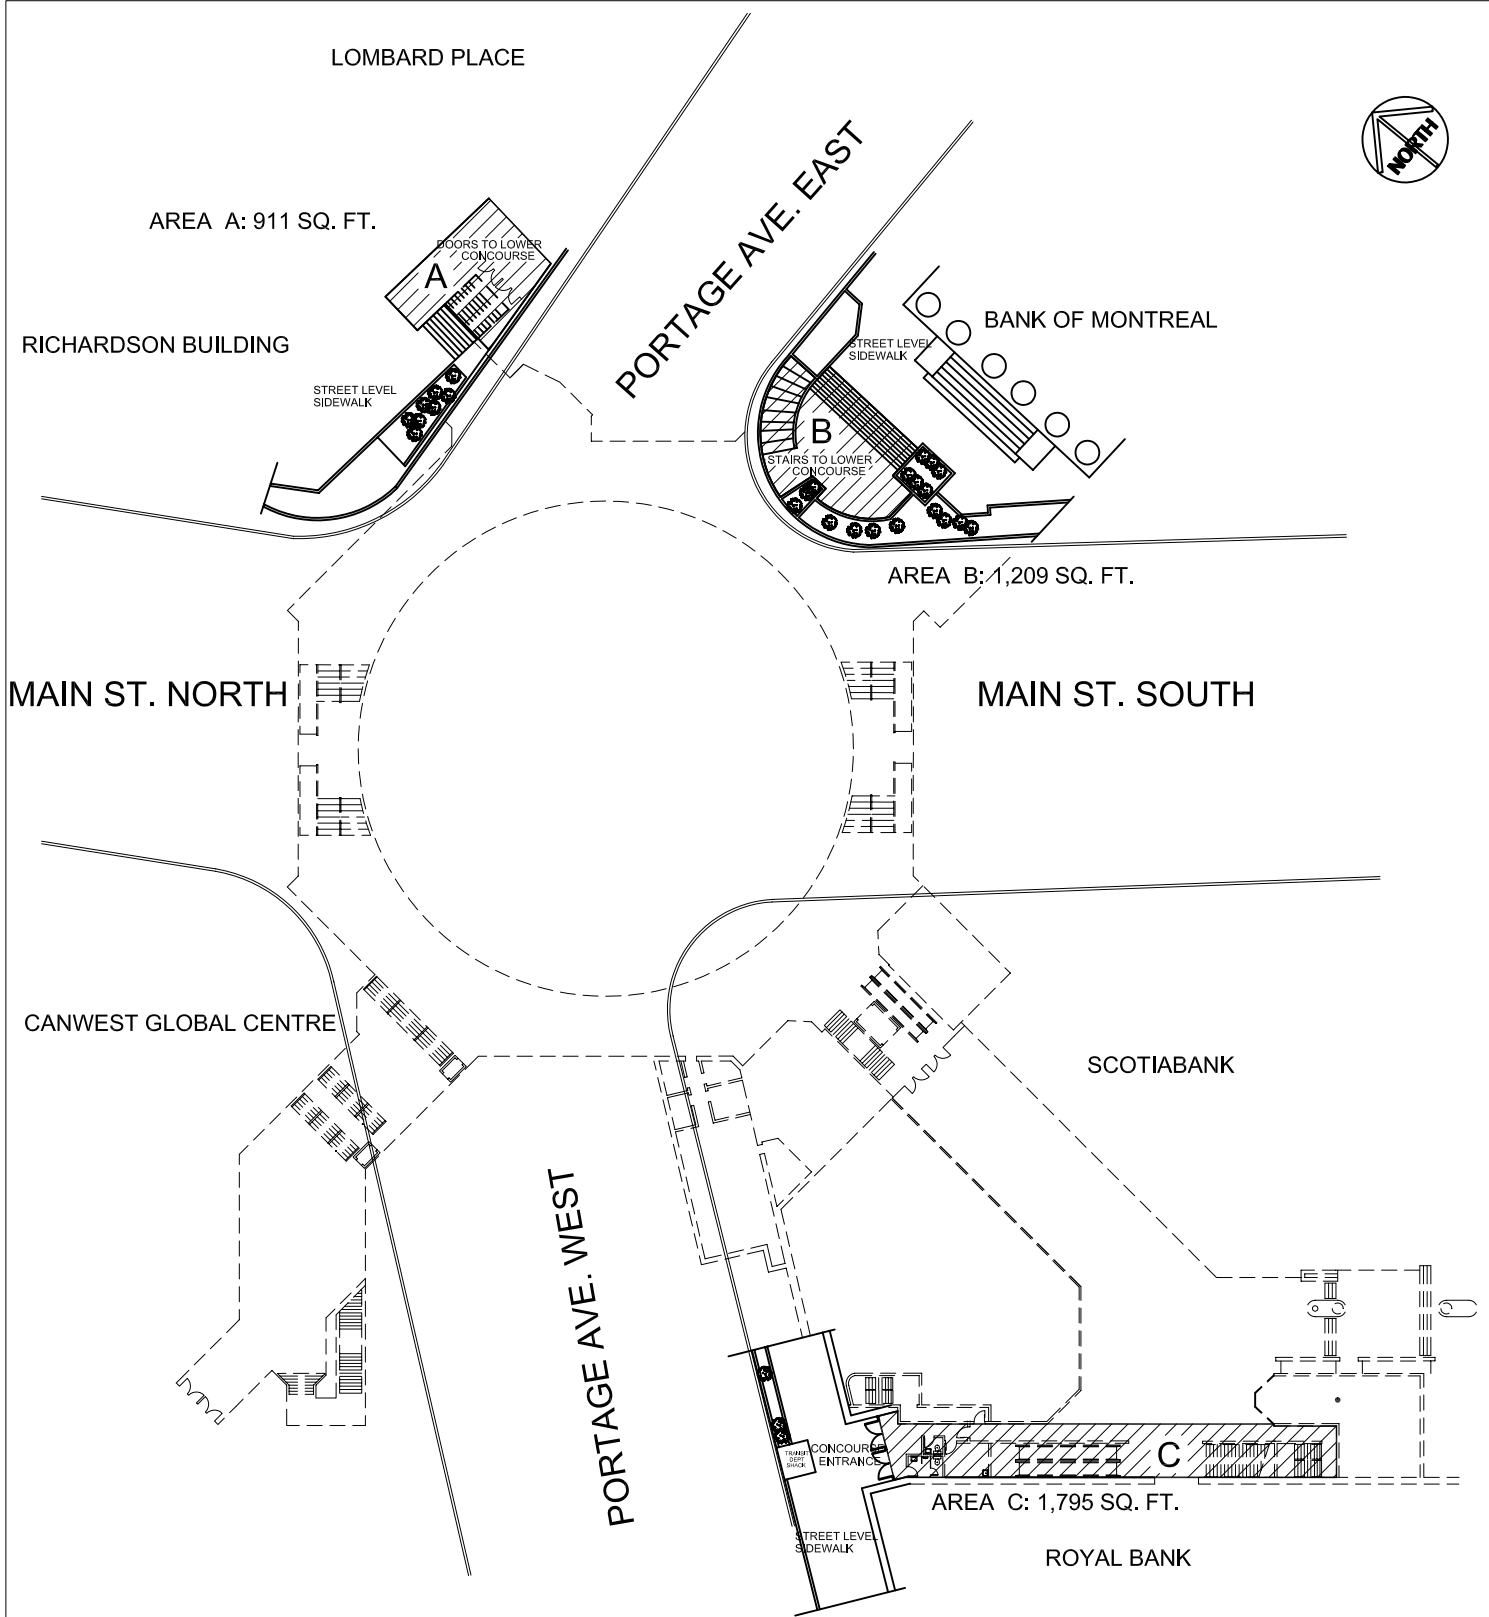 LOMBARD PLACE
NORTH
PORTAGE AVE. EAST
AREA A: 911 SQ. FT.
DOORS TO LOWER
CONCOURSE
A
BANK OF MONTREAL
RICHARDSON BUILDING
STREET LEVEL
SIDEWALK
STREET LEVEL
SIDEWALK
B
STAIRS TO LOWER
CONCOURSE
AREA B: 1,209 SQ. FT.
MAIN ST. NORTH
MAIN ST. SOUTH
CANWEST GLOBAL CENTRE
SCOTIABANK
PORTAGE AVE. WEST
CONCOURSE
ENTRANCE
TRANSIT
DEPT
SHACK
C
AREA C: 1,795 SQ. FT.
STREET LEVEL
SIDEWALK
ROYAL BANK